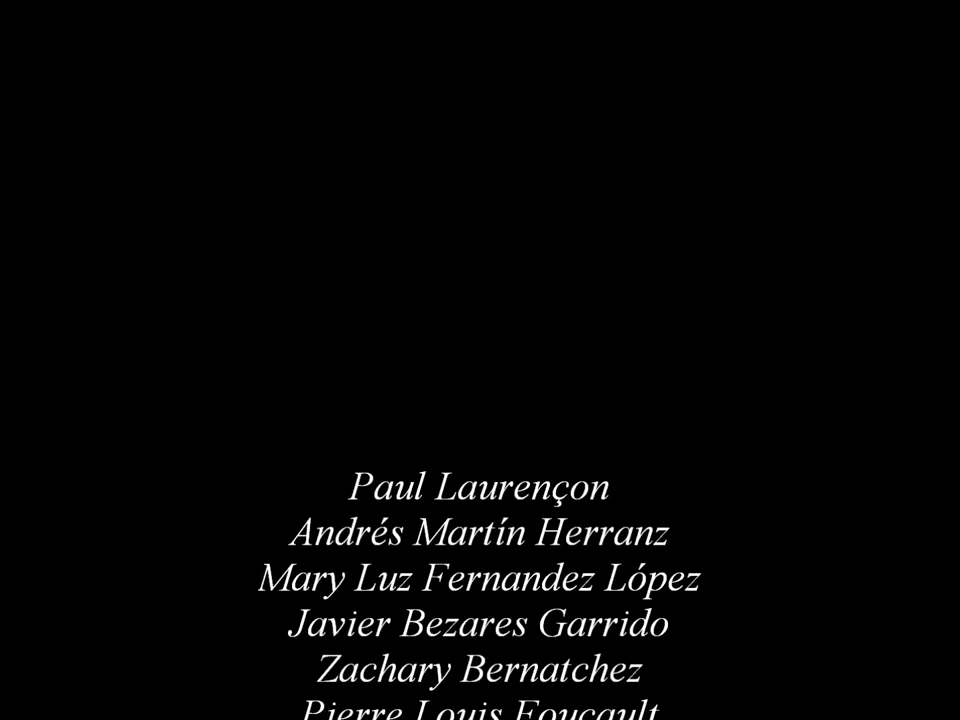 Paul Laurençon
Andrés Martín Herranz
Mary Luz Fernandez López
Javier Bezares Garrido
Zachary Bernatchez
Pierre Louis Foucault